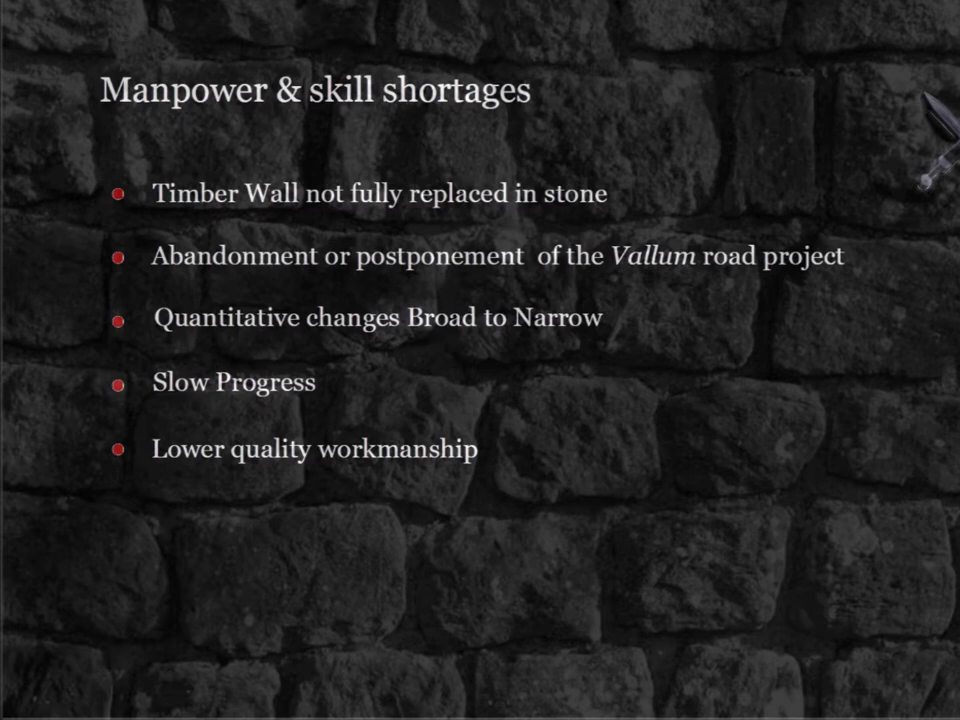 Manpower & skill shortages
Timber Wall not fully replaced in stone
Abandonment or postponement of the Vallum road project
Quantitative changes Broad to Narrow
Slow Progress
Lower quality workmanship